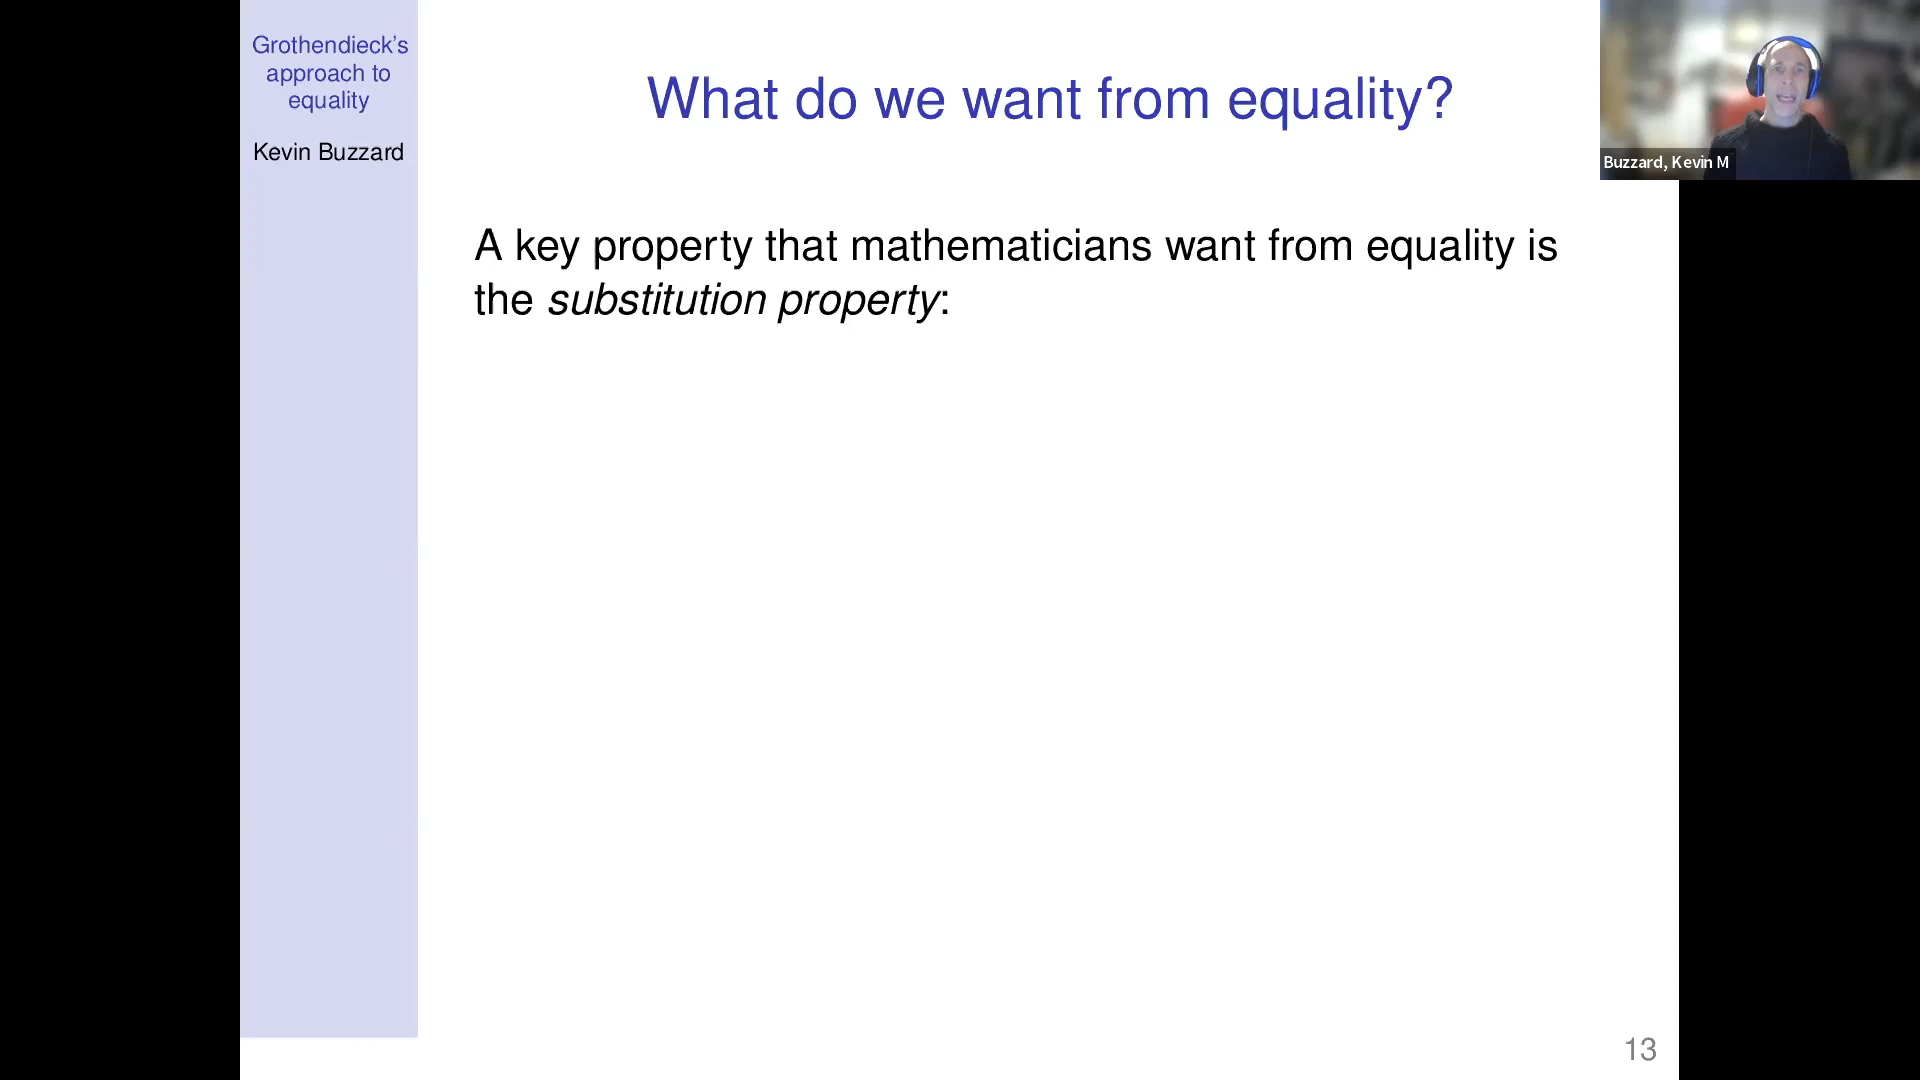 Grothendieck's
approach to
equality
Kevin Buzzard
What do we want from equality?
A key property that mathematicians want from equality is
the substitution property:
Buzzard, Kevin M
13